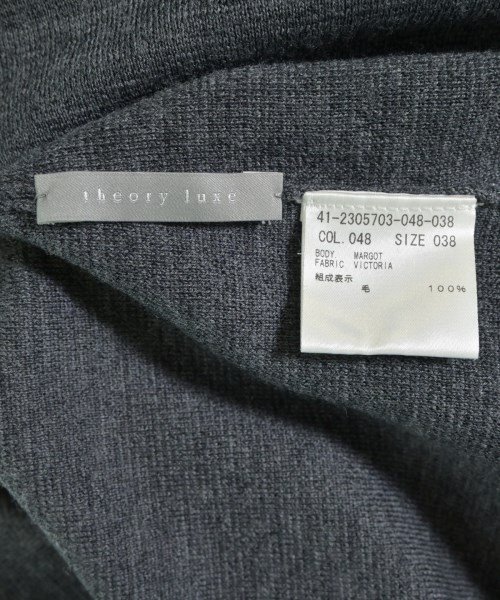 theory luxe
41-2305703-048-038
COL.048 SIZE 038
BODY MARGOT
FABRIC VICTORIA
組成表示
毛 100%